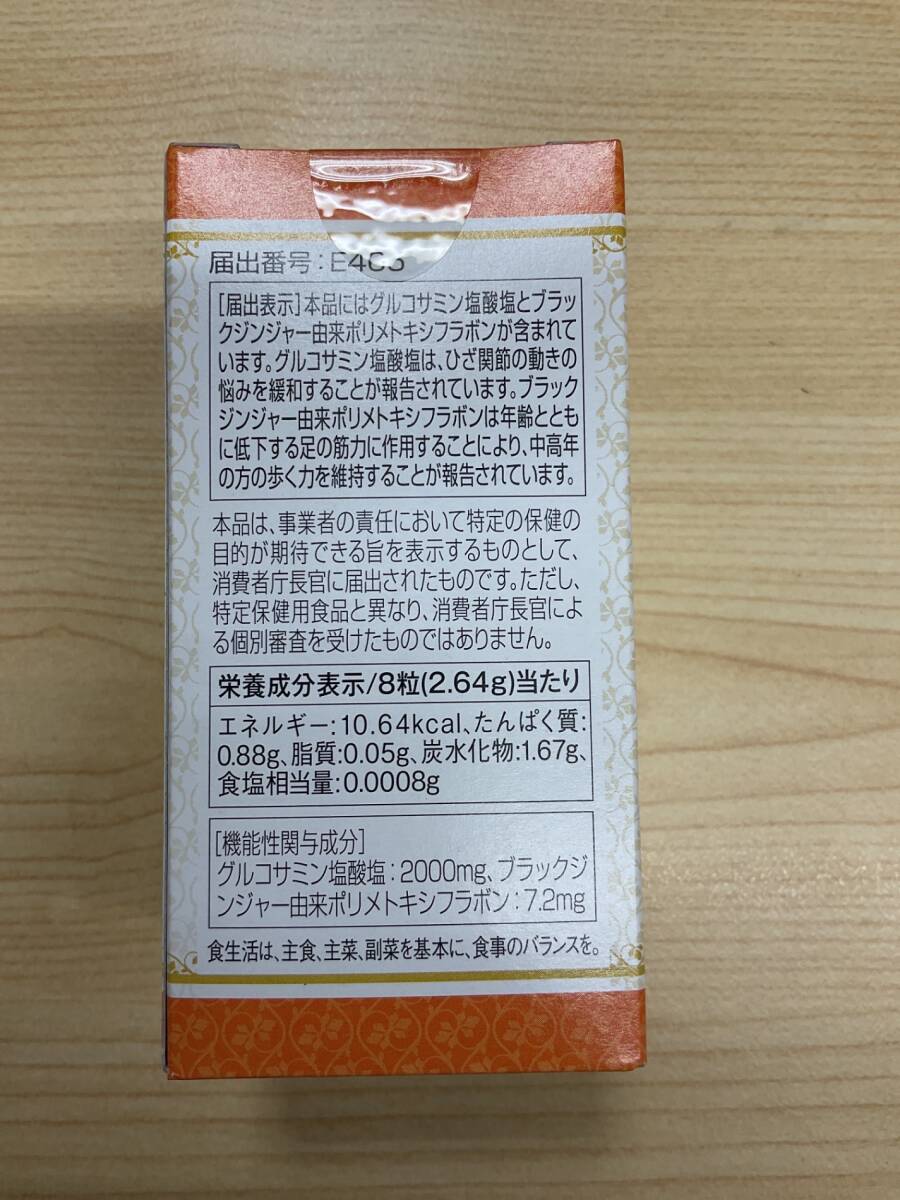 届出番号:E403
[届出表示]本品にはグルコサミン塩酸塩とブラッ
クジンジャー由来ポリメトキシフラボンが含まれて
います。グルコサミン塩酸塩は、ひざ関節の動きの
悩みを緩和することが報告されています。ブラック
ジンジャー由来ポリメトキシフラボンは年齢ととも
に低下する足の筋力に作用することにより、中高年
の方の歩く力を維持することが報告されています。
本品は、事業者の責任において特定の保健の
目的が期待できる旨を表示するものとして、
消費者庁長官に届出されたものです。ただし、
特定保健用食品と異なり、消費者庁長官によ
る個別審査を受けたものではありません。
栄養成分表示/8粒(2.64g)当たり
エネルギー:10.64kcal、たんぱく質:
0.88g、脂質:0.05g、炭水化物:1.67g、
食塩相当量:0.0008g
[機能性関与成分]
グルコサミン塩酸塩:2000mg、ブラックジ
ンジャー由来ポリメトキシフラボン:7.2mg
食生活は、主食、主菜、副菜を基本に、食事のバランスを。